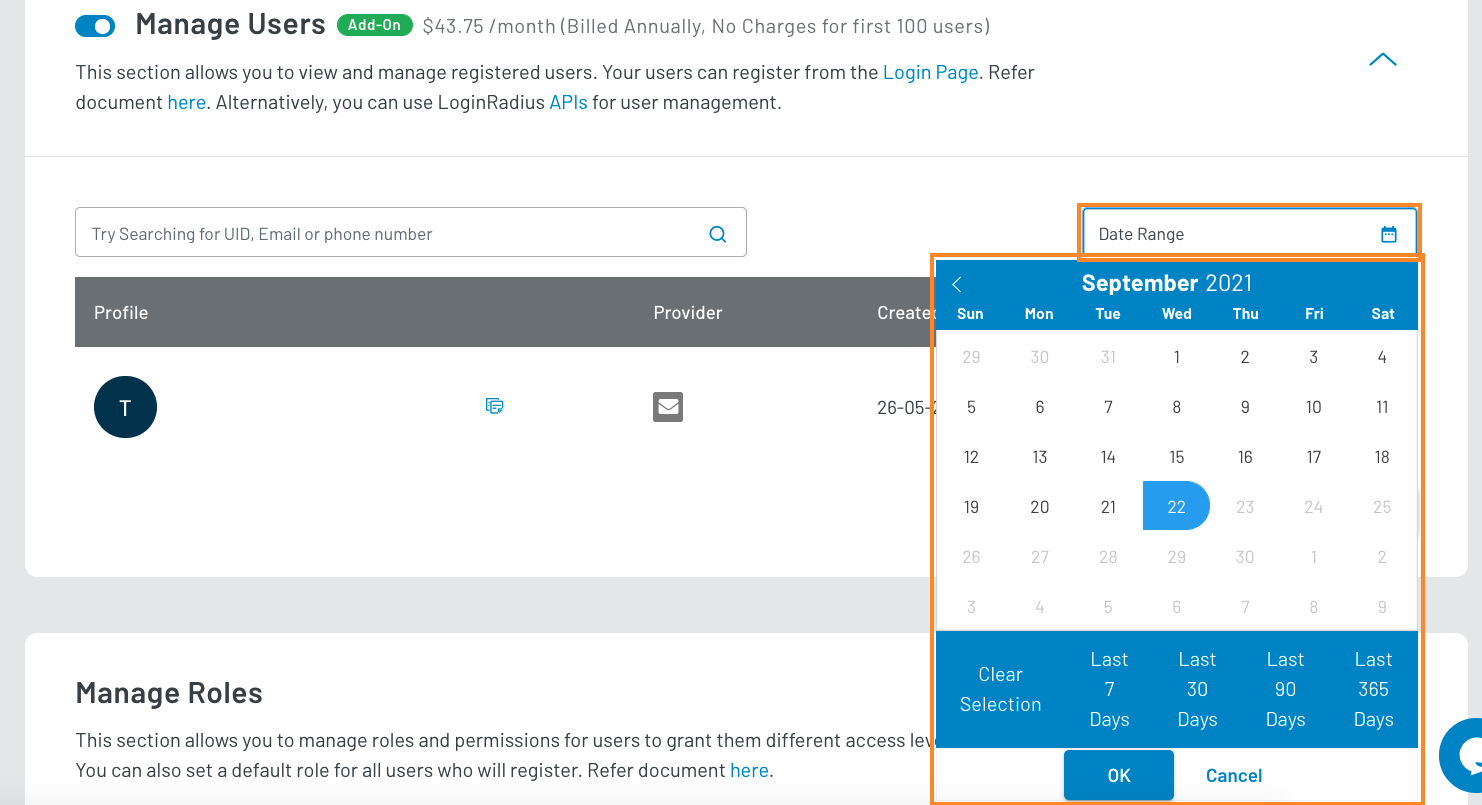 Manage Users Add-On $43.75 /month (Billed Annually, No Charges for first 100 users)
This section allows you to view and manage registered users. Your users can register from the Login Page. Refer
document here. Alternatively, you can use LoginRadius APIs for user management.
Try Searching for UID, Email or phone number
Date Range
Profile Provider
September 2021
Sun Mon Tue Wed Thu Fri Sat
29 30 31 1 2 3 4
5 6 7 8 9 10 11
12 13 14 15 16 17 18
19 20 21 22 23 24 25
26 27 28 29 30 1 2
3 4 5 6 7 8 9
T 26-05-
Clear
Selection
Last
7
Days
Last
30
Days
Last
90
Days
Last
365
Days
OK Cancel
Manage Roles
This section allows you to manage roles and permissions for users to grant them different access
You can also set a default role for all users who will register. Refer document here.